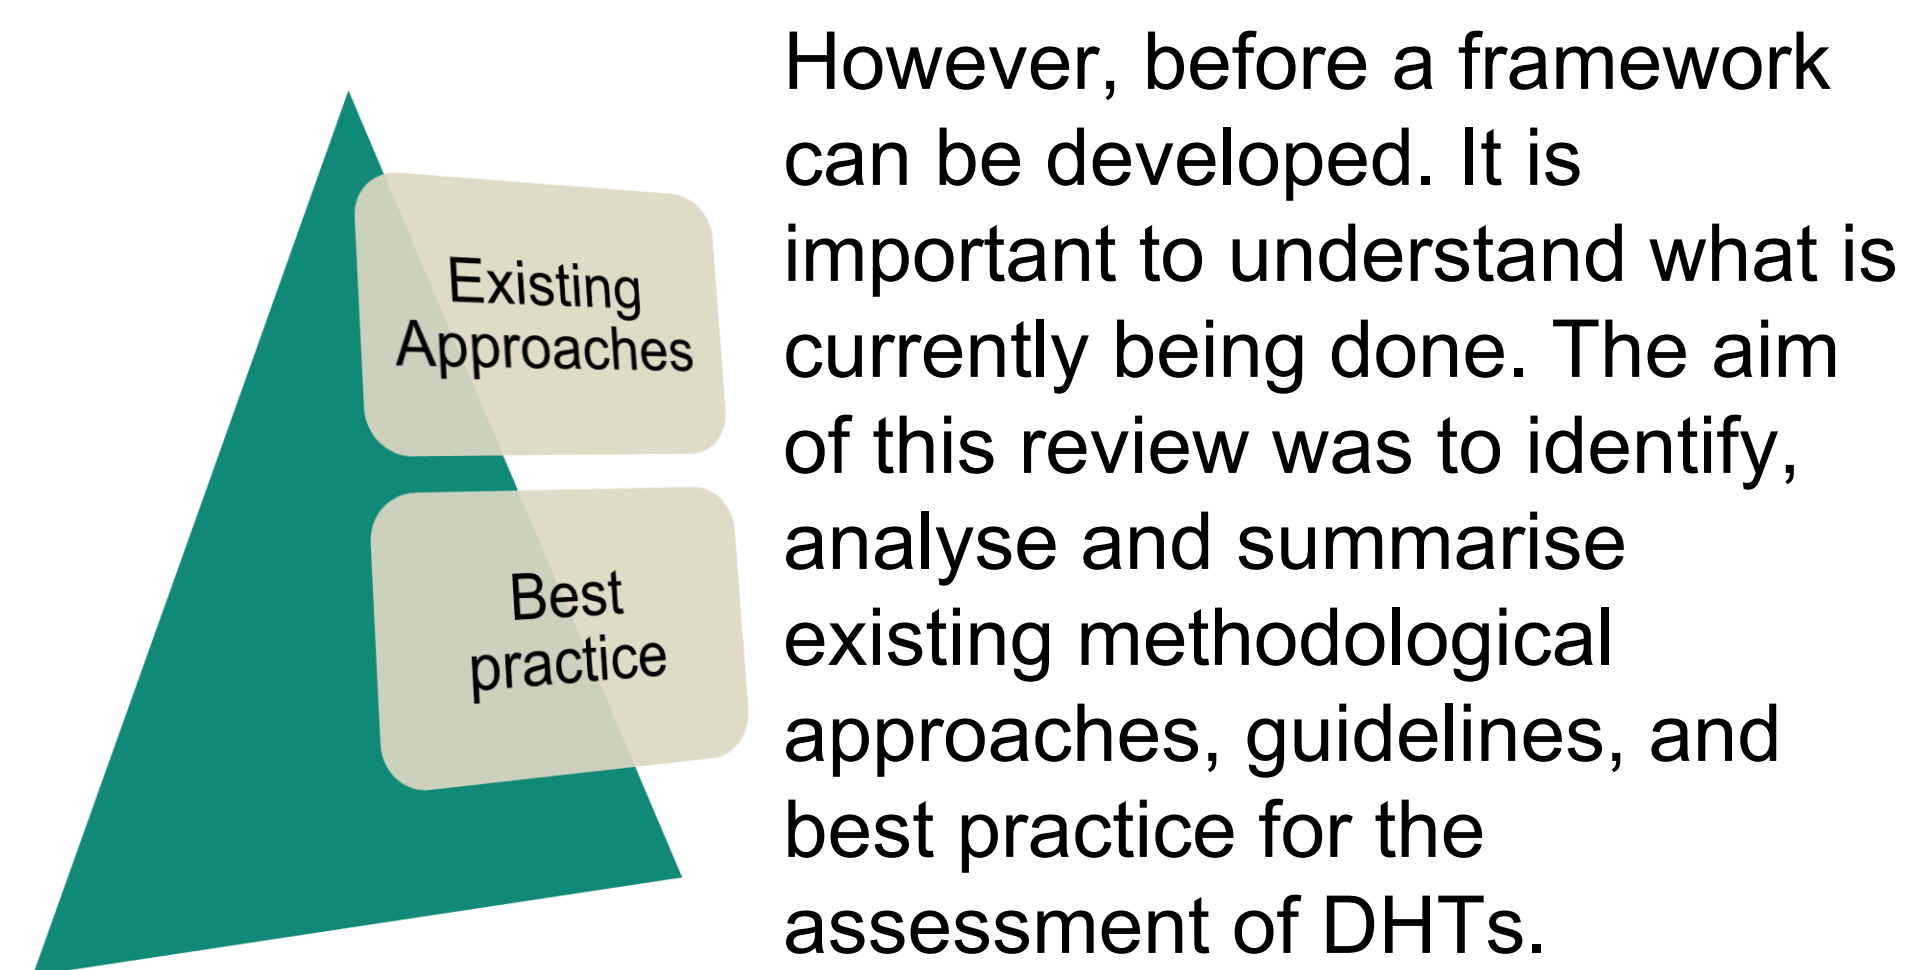 Existing
Approaches
Best
practice
However, before a framework
can be developed. It is
important to understand what is
currently being done. The aim
of this review was to identify,
analyse and summarise
existing methodological
approaches, guidelines, and
best practice for the
assessment of DHTs.